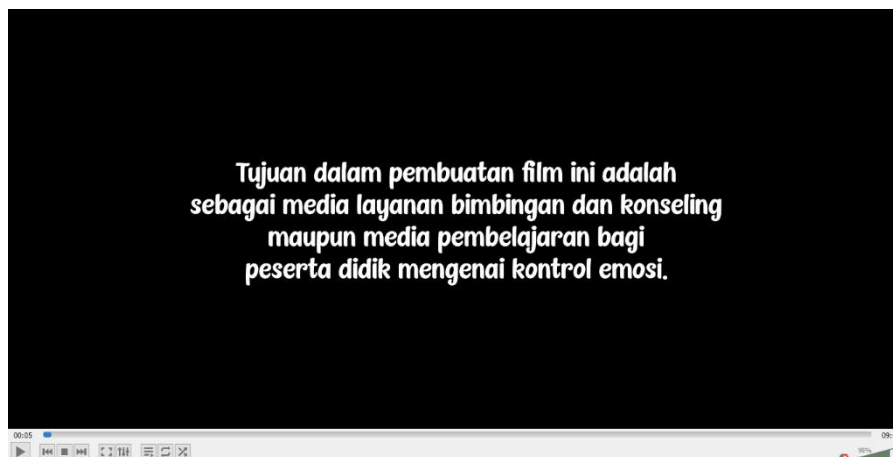 Tujuan dalam pembuatan film ini adalah
sebagai media layanan bimbingan dan konseling
maupun media pembelajaran bagi
peserta didik mengenai kontrol emosi.
00:05